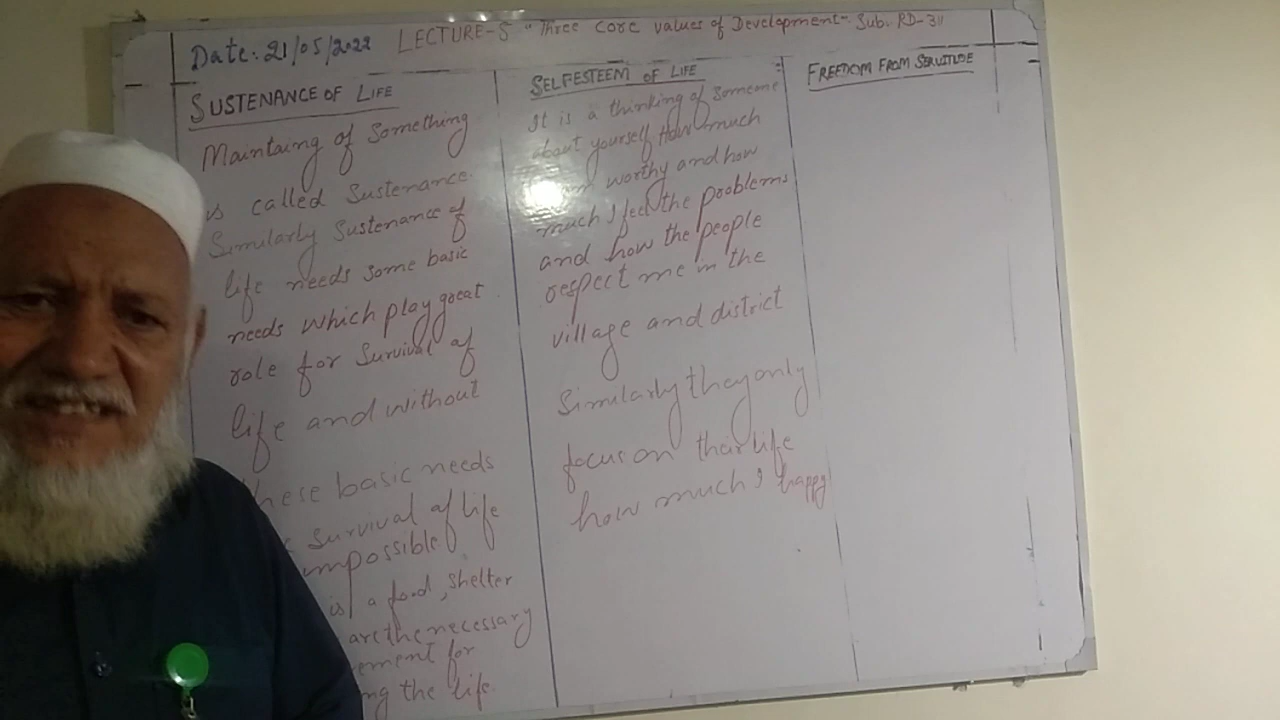 Date: 21/05/2022 LECTURE-5 "Three core values of Development". Sub. RD-311
SUSTENANCE OF LIFE
Maintaing of something
is called Sustenance.
Similarly Sustenance of
life needs some basic
needs which play great
role for survival of
life and without
these basic needs
survival of life
impossible
is a food, shelter
are the necessary
ement for
ng the life.
SELFESTEEM OF LIFE
It is a thinking of someone
about yourself How much
worthy and how
much I feel the problems
and how the people
respect me in the
village and district
Similarly they only
focus on their life
how much I happy
FREEDOM FROM SERVITUDE